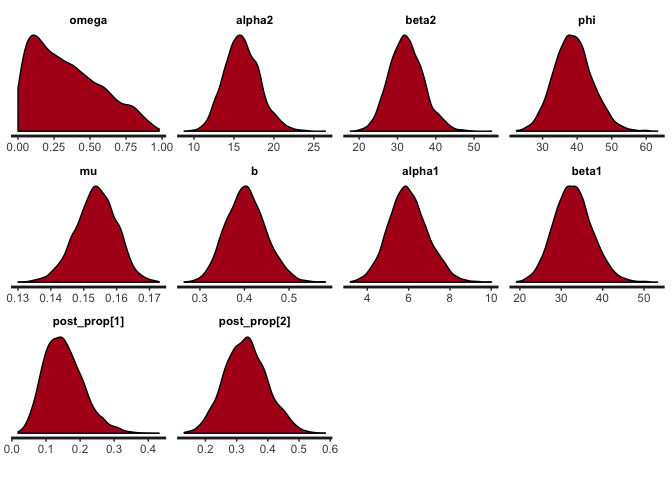 omega alpha2 beta2 phi
0.00 0.25 0.50 0.75 1.00 10 15 20 25 20 30 40 50 30 40 50 60
mu b alpha1 beta1
0.13 0.14 0.15 0.16 0.17 0.3 0.4 0.5 4 6 8 10 20 30 40 50
post_prop[1] post_prop[2]
0.0 0.1 0.2 0.3 0.4 0.2 0.3 0.4 0.5 0.6